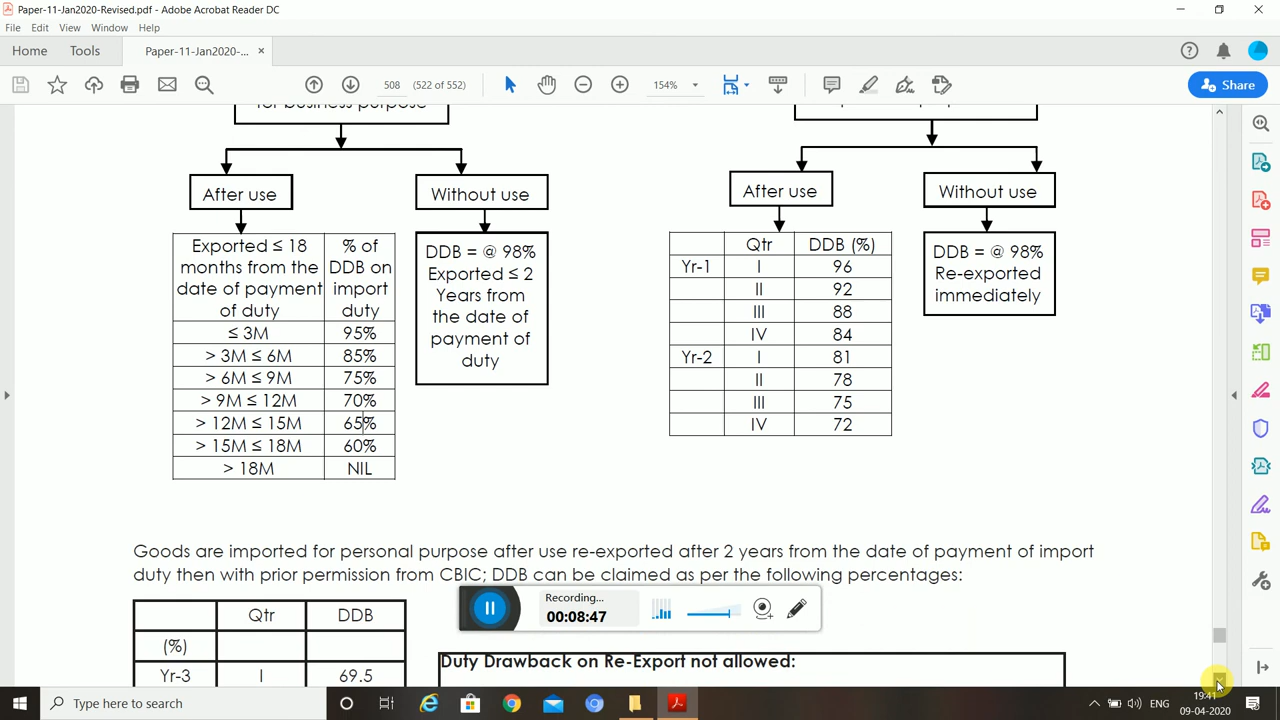 Paper-11-Jan2020-Revised.pdf - Adobe Acrobat Reader DC
File Edit View Window Help
Home Tools Paper-11-Jan2020-... ×
508 (522 of 552) 154% Share
for business purpose
After use Without use After use Without use
Exported ≤ 18 months from the date of payment of duty % of DDB on import duty
≤ 3M 95%
> 3M ≤ 6M 85%
> 6M ≤ 9M 75%
> 9M ≤ 12M 70%
> 12M ≤ 15M 65%
> 15M ≤ 18M 60%
> 18M NIL
DDB = @ 98%
Exported ≤ 2
Years from
the date of
payment of
duty
Qtr DDB (%)
Yr-1 I 96
II 92
III 88
IV 84
Yr-2 I 81
II 78
III 75
IV 72
DDB = @ 98%
Re-exported
immediately
Goods are imported for personal purpose after use re-exported after 2 years from the date of payment of import
duty then with prior permission from CBIC; DDB can be claimed as per the following percentages:
Qtr DDB
(%)
Yr-3 I 69.5
Recording...
00:08:47
Duty Drawback on Re-Export not allowed:
Type here to search
ENG
19:41
09-04-2020